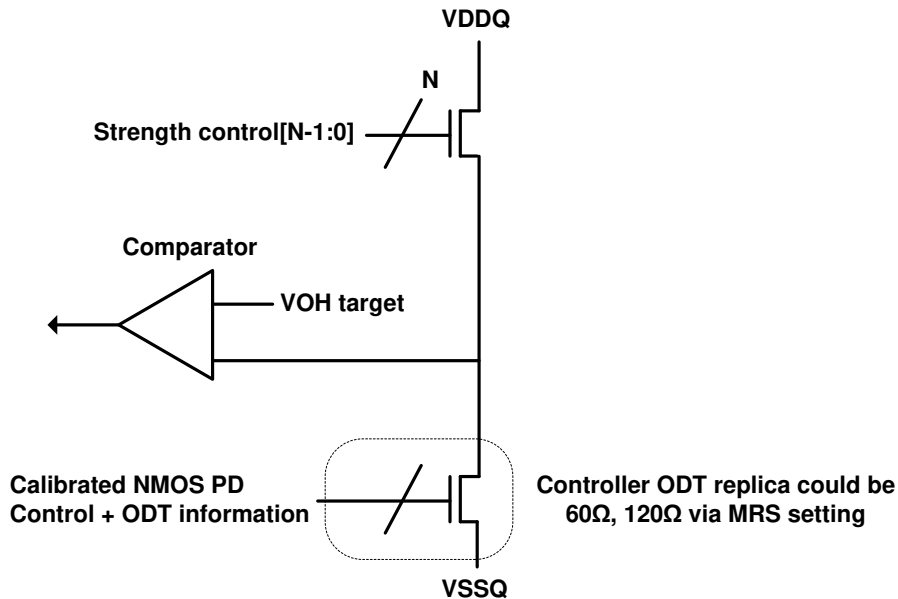 VDDQ
N
Strength control[N-1:0]
Comparator
VOH target
Calibrated NMOS PD
Control + ODT information
Controller ODT replica could be
60Ω, 120Ω via MRS setting
VSSQ